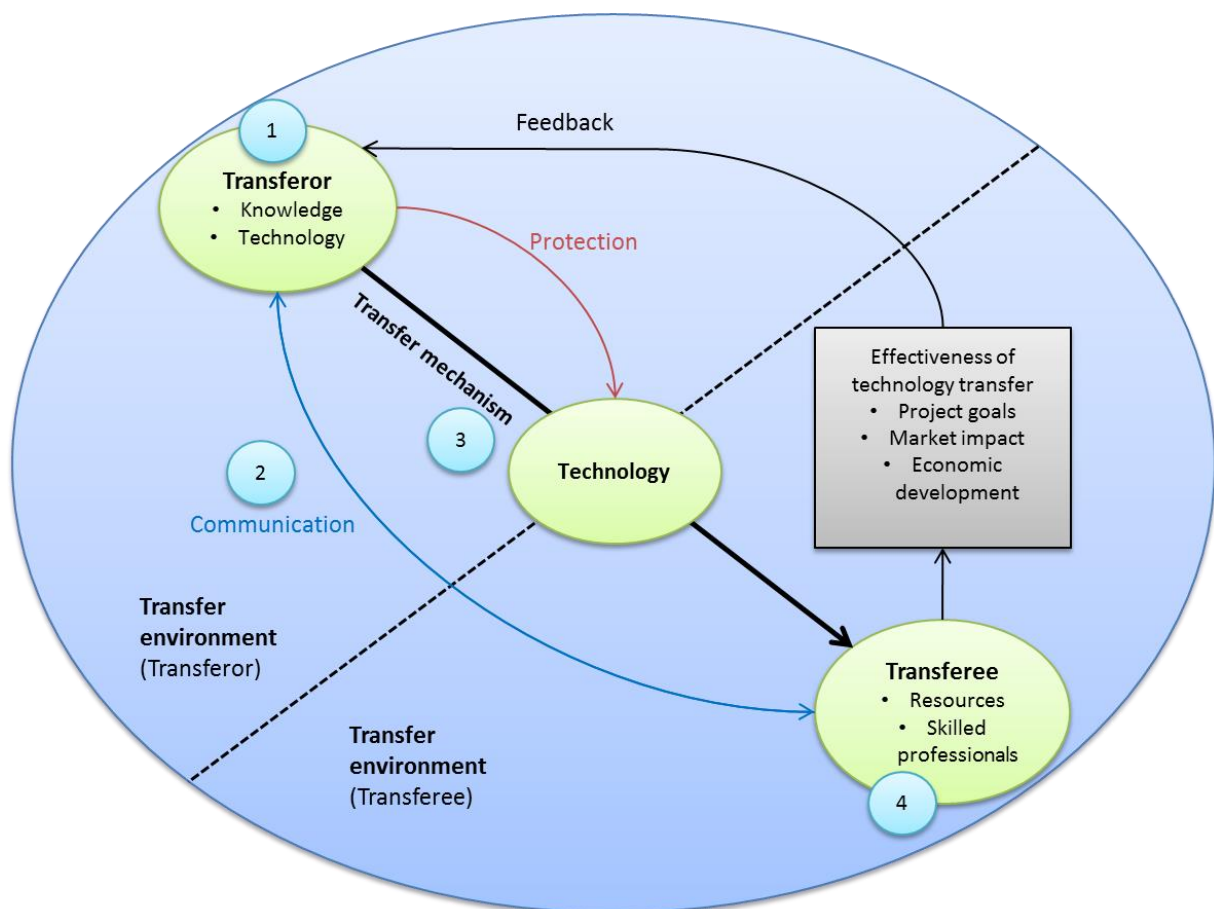 1
Transferor
• Knowledge
• Technology
Feedback
Protection
Transfer mechanism
3
2
Communication
Technology
Effectiveness of
technology transfer
• Project goals
• Market impact
• Economic
development
Transfer
environment
(Transferor)
Transfer
environment
(Transferee)
Transferee
• Resources
• Skilled
professionals
4